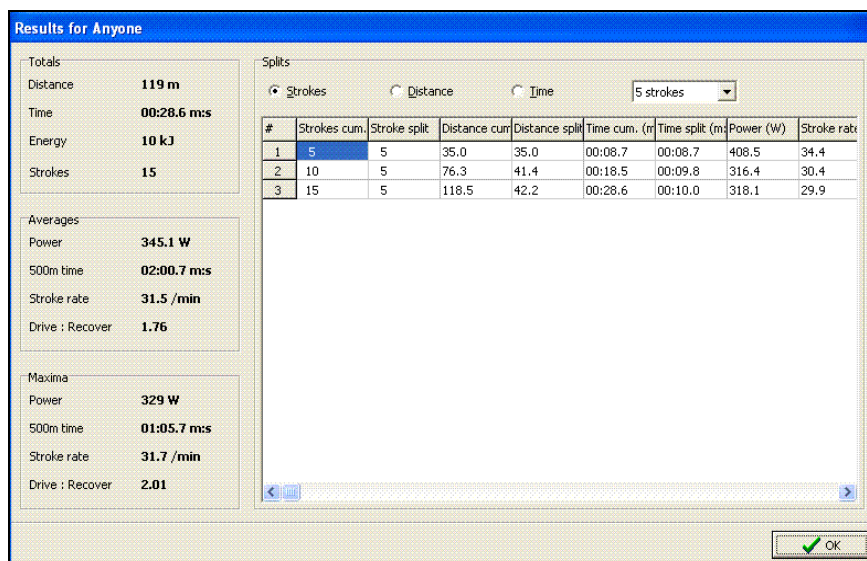 Results for Anyone
Totals
Distance 119 m
Time 00:28.6 m:s
Energy 10 kJ
Strokes 15
Averages
Power 345.1 W
500m time 02:00.7 m:s
Stroke rate 31.5 /min
Drive : Recover 1.76
Maxima
Power 329 W
500m time 01:05.7 m:s
Stroke rate 31.7 /min
Drive : Recover 2.01
Splits
Strokes Distance Time 5 strokes
# Strokes cum. Stroke split Distance cum Distance split Time cum. (m Time split (m: Power (W) Stroke rate
1 5 5 35.0 35.0 00:08.7 00:08.7 408.5 34.4
2 10 5 76.3 41.4 00:18.5 00:09.8 316.4 30.4
3 15 5 118.5 42.2 00:28.6 00:10.0 318.1 29.9
OK